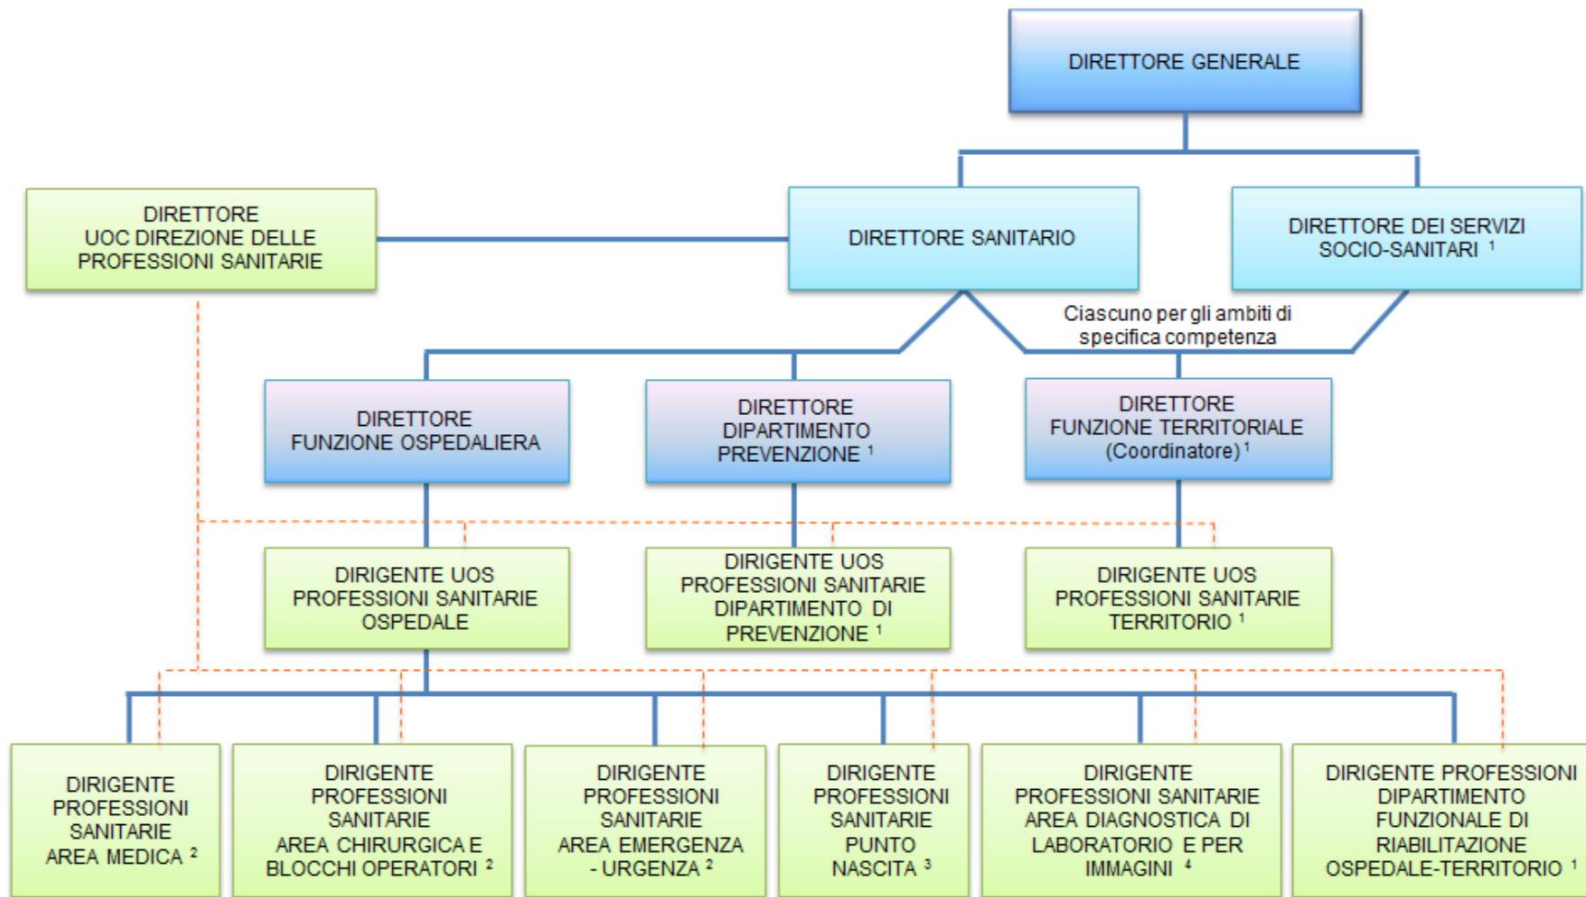 DIRETTORE GENERALE
DIRETTORE
UOC DIREZIONE DELLE
PROFESSIONI SANITARIE
DIRETTORE SANITARIO
DIRETTORE DEI SERVIZI
SOCIO-SANITARI ¹
Ciascuno per gli ambiti di
specifica competenza
DIRETTORE
FUNZIONE OSPEDALIERA
DIRETTORE
DIPARTIMENTO
PREVENZIONE ¹
DIRETTORE
FUNZIONE TERRITORIALE
(Coordinatore) ¹
DIRIGENTE UOS
PROFESSIONI SANITARIE
OSPEDALE
DIRIGENTE UOS
PROFESSIONI SANITARIE
DIPARTIMENTO DI
PREVENZIONE ¹
DIRIGENTE UOS
PROFESSIONI SANITARIE
TERRITORIO ¹
DIRIGENTE
PROFESSIONI
SANITARIE
AREA MEDICA ²
DIRIGENTE
PROFESSIONI
SANITARIE
AREA CHIRURGICA E
BLOCCHI OPERATORI ²
DIRIGENTE
PROFESSIONI
SANITARIE
AREA EMERGENZA
- URGENZA ²
DIRIGENTE
PROFESSIONI
SANITARIE
PUNTO
NASCITA ³
DIRIGENTE
PROFESSIONI SANITARIE
AREA DIAGNOSTICA DI
LABORATORIO E PER
IMMAGINI ⁴
DIRIGENTE PROFESSIONI
DIPARTIMENTO
FUNZIONALE DI
RIABILITAZIONE
OSPEDALE-TERRITORIO ¹